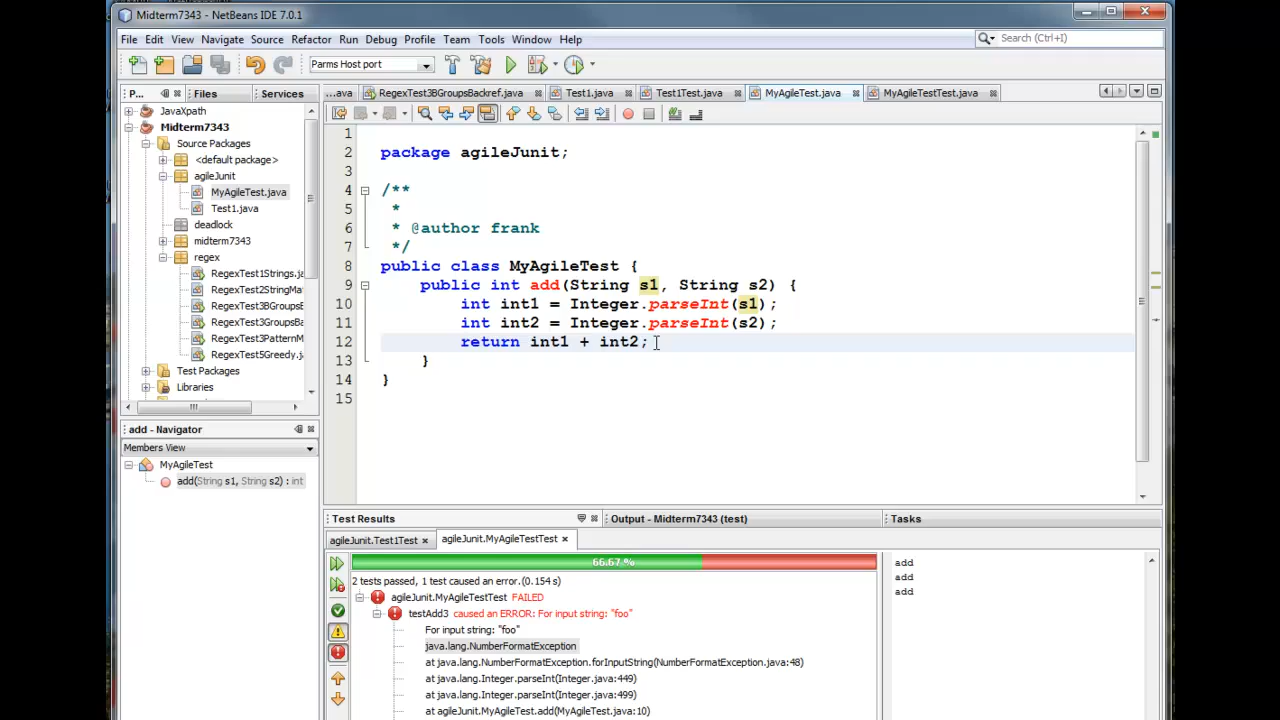 Midterm7343 - NetBeans IDE 7.0.1
File Edit View Navigate Source Refactor Run Debug Profile Team Tools Window Help
Search (Ctrl+I)
Parms Host port
P... Files Services
...ava RegexTest3BGroupsBackref.java Test1.java Test1Test.java MyAgileTest.java MyAgileTestTest.java
JavaXpath
Midterm7343
Source Packages
<default package>
agileJunit
MyAgileTest.java
Test1.java
deadlock
midterm7343
regex
RegexTest1Strings.ja
RegexTest2StringMat
RegexTest3BGroupsB
RegexTest3GroupsBa
RegexTest3PatternM
RegexTest5Greedy.ja
Test Packages
Libraries
1
2 package agileJunit;
3
4 /**
5 *
6 * @author frank
7 */
8 public class MyAgileTest {
9 public int add(String s1, String s2) {
10 int int1 = Integer.parseInt(s1);
11 int int2 = Integer.parseInt(s2);
12 return int1 + int2;
13 }
14 }
15
add - Navigator
Members View
MyAgileTest
add(String s1, String s2) : int
Test Results
Output - Midterm7343 (test)
Tasks
agileJunit.Test1Test agileJunit.MyAgileTestTest
66.67 %
2 tests passed, 1 test caused an error.(0.154 s)
agileJunit.MyAgileTestTest FAILED
testAdd3 caused an ERROR: For input string: "foo"
For input string: "foo"
java.lang.NumberFormatException
at java.lang.NumberFormatException.forInputString(NumberFormatException.java:48)
at java.lang.Integer.parseInt(Integer.java:449)
at java.lang.Integer.parseInt(Integer.java:499)
at agileJunit.MyAgileTest.add(MyAgileTest.java:10)
add
add
add